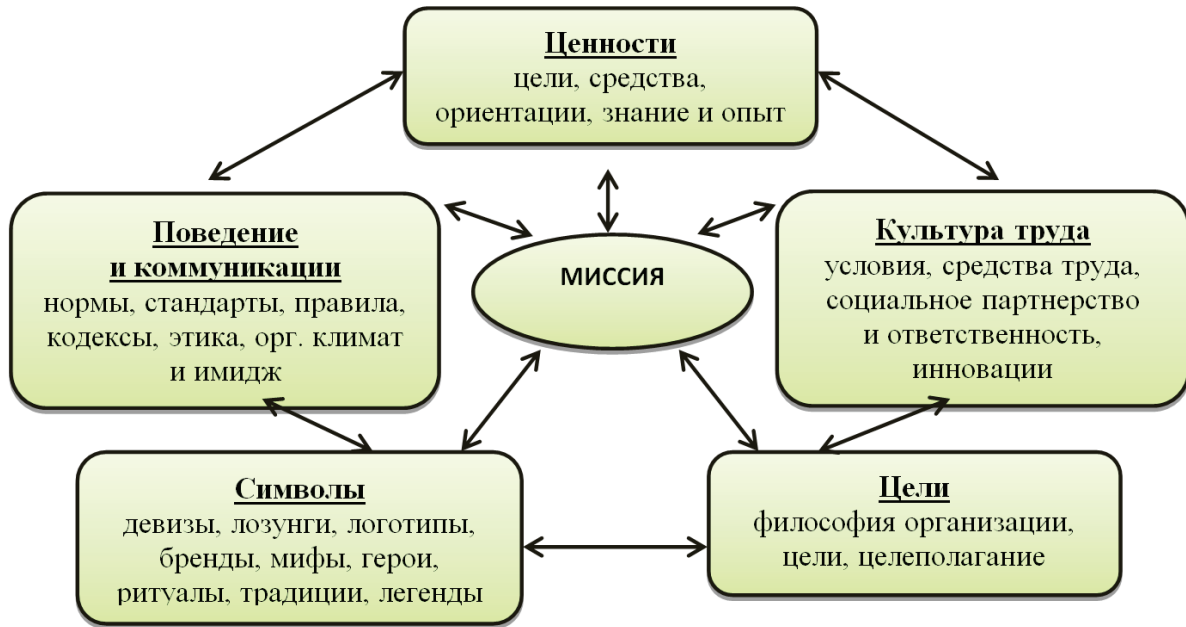 Ценности
цели, средства,
ориентации, знание и опыт
Поведение
и коммуникации
нормы, стандарты, правила,
кодексы, этика, орг. климат
и имидж
МИССИЯ
Культура труда
условия, средства труда,
социальное партнерство
и ответственность,
инновации
Символы
девизы, лозунги, логотипы,
бренды, мифы, герои,
ритуалы, традиции, легенды
Цели
философия организации,
цели, целеполагание